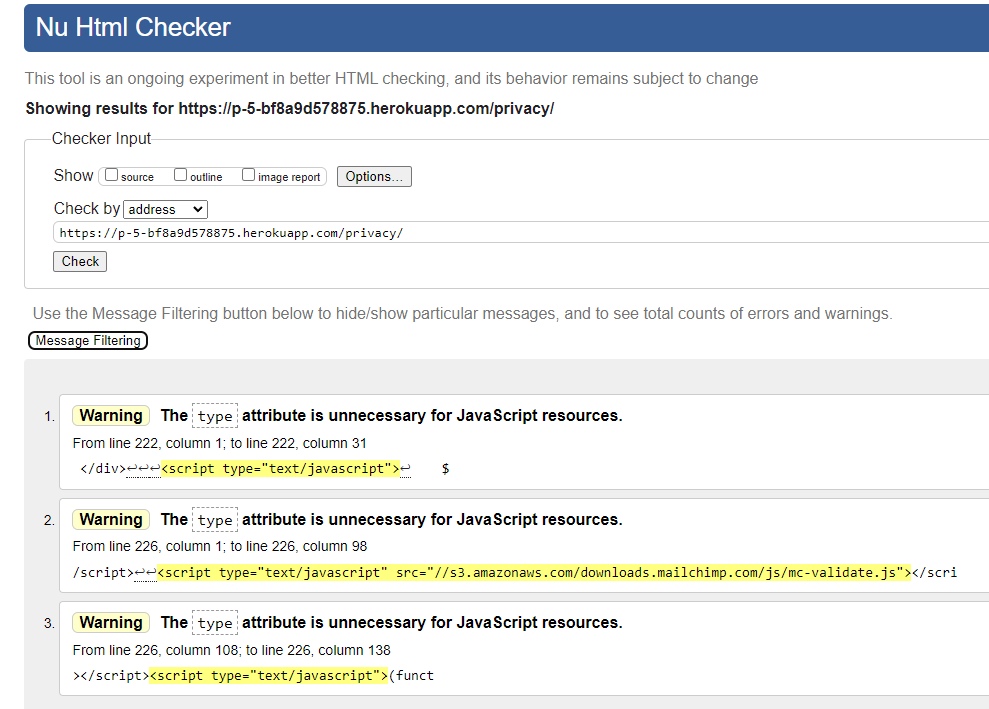 Nu Html Checker
This tool is an ongoing experiment in better HTML checking, and its behavior remains subject to change
Showing results for https://p-5-bf8a9d578875.herokuapp.com/privacy/
Checker Input
Show source outline image report Options...
Check by address
https://p-5-bf8a9d578875.herokuapp.com/privacy/
Check
Use the Message Filtering button below to hide/show particular messages, and to see total counts of errors and warnings.
Message Filtering
1. Warning The type attribute is unnecessary for JavaScript resources.
From line 222, column 1; to line 222, column 31
</div>↩↩↩<script type="text/javascript">↩ $
2. Warning The type attribute is unnecessary for JavaScript resources.
From line 226, column 1; to line 226, column 98
/script>↩↩<script type="text/javascript" src="//s3.amazonaws.com/downloads.mailchimp.com/js/mc-validate.js"></scri
3. Warning The type attribute is unnecessary for JavaScript resources.
From line 226, column 108; to line 226, column 138
></script><script type="text/javascript">(funct